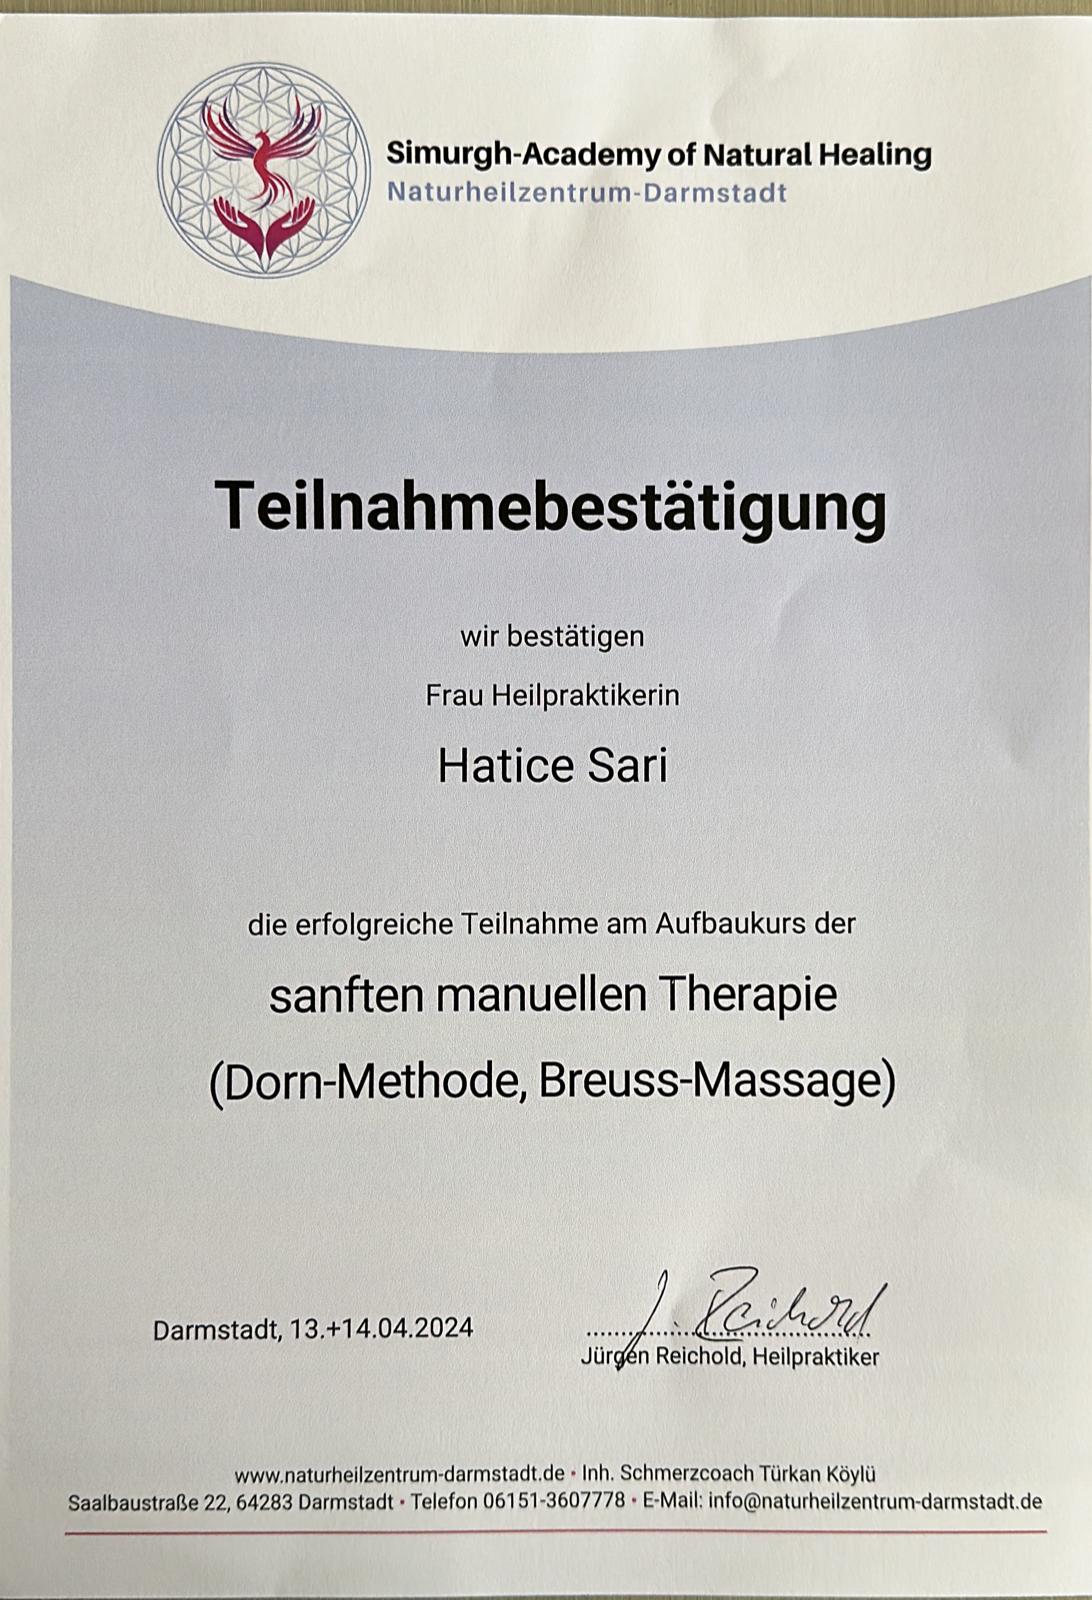 Simurgh-Academy of Natural Healing
Naturheilzentrum-Darmstadt
Teilnahmebestätigung
wir bestätigen
Frau Heilpraktikerin
Hatice Sari
die erfolgreiche Teilnahme am Aufbaukurs der
sanften manuellen Therapie
(Dorn-Methode, Breuss-Massage)
J. Reichold
Darmstadt, 13.+14.04.2024
Jürgen Reichold, Heilpraktiker
www.naturheilzentrum-darmstadt.de • Inh. Schmerzcoach Türkan Köylü
Saalbaustraße 22, 64283 Darmstadt • Telefon 06151-3607778 • E-Mail: info@naturheilzentrum-darmstadt.de